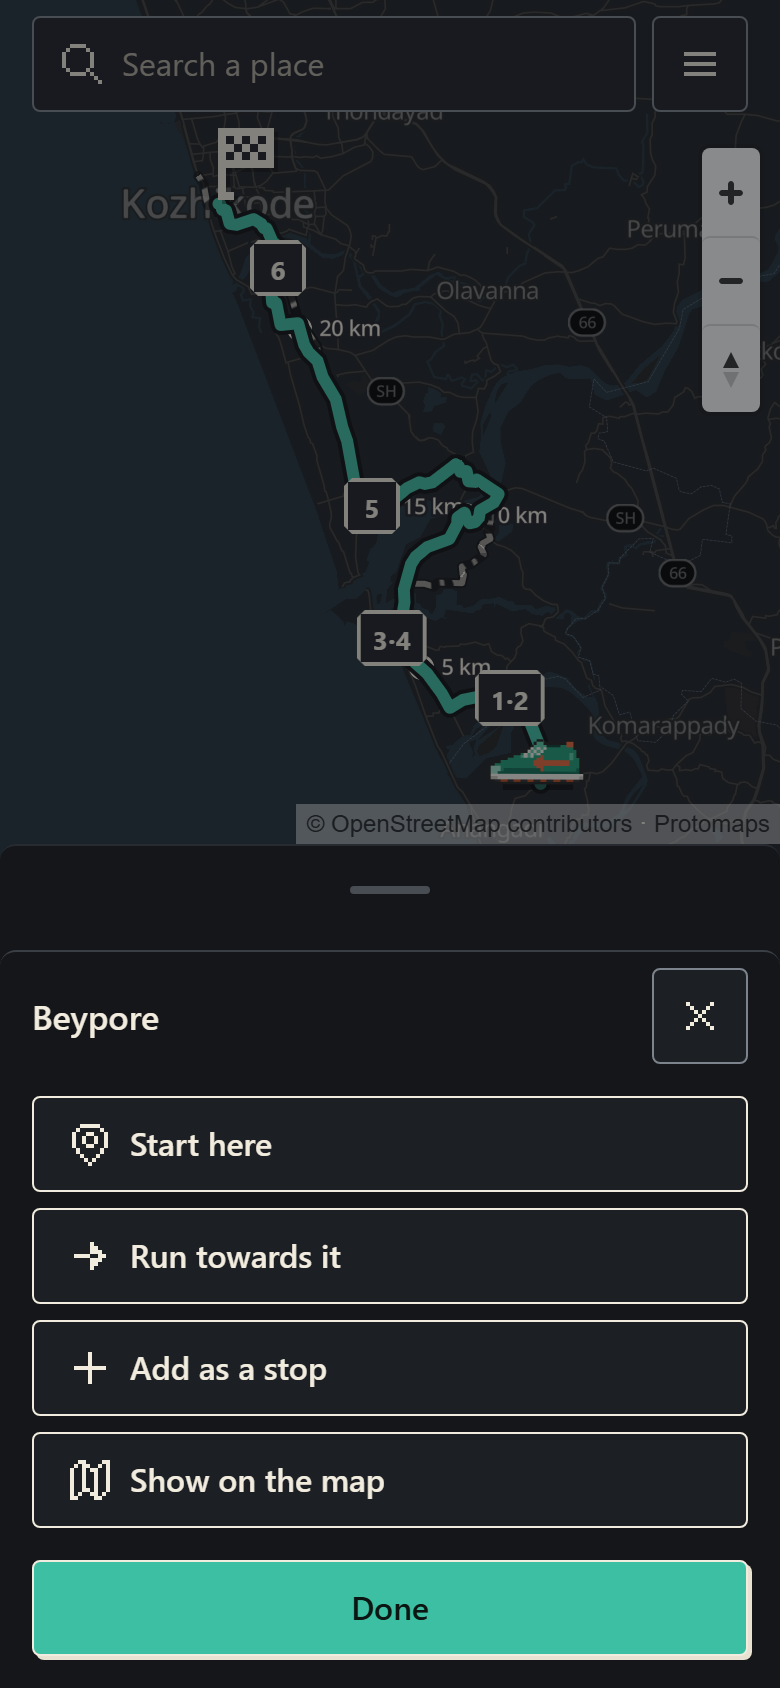 Search a place
Thondayad
Kozhikode
Perum
6
Olavanna
66
20 km
SH
5
15 km
0 km
SH
66
3·4
5 km
1·2
Komarappady
© OpenStreetMap contributors · Protomaps
Beypore
Start here
Run towards it
Add as a stop
Show on the map
Done